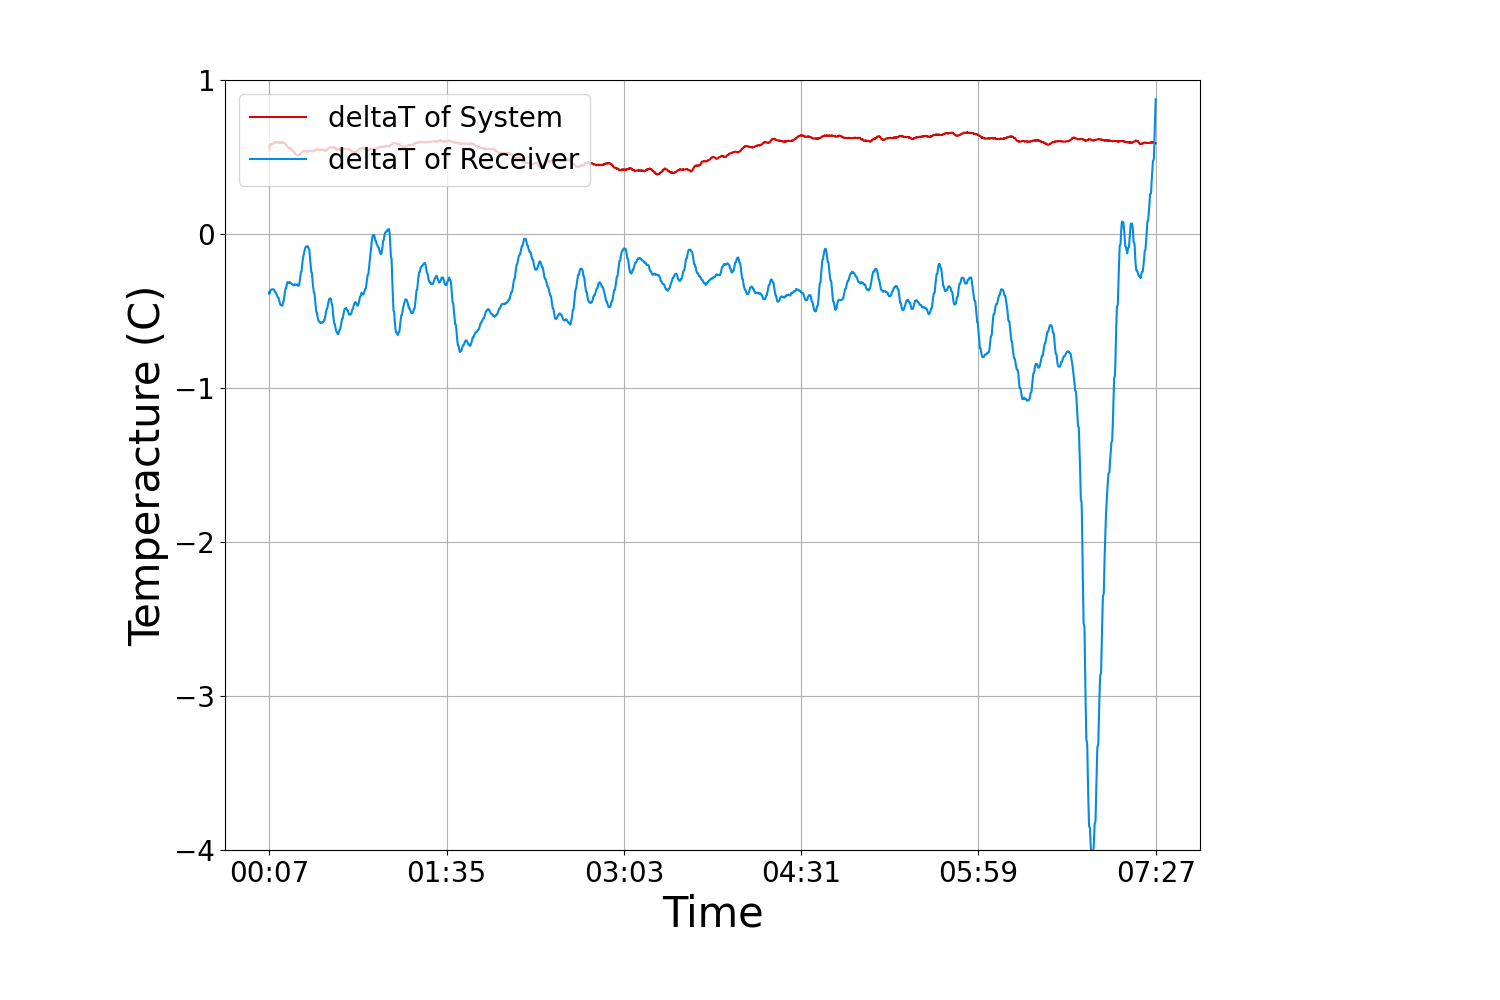 deltaT of System
deltaT of Receiver
1
0
−1
−2
−3
−4
Temperacture (C)
00:07 01:35 03:03 04:31 05:59 07:27
Time